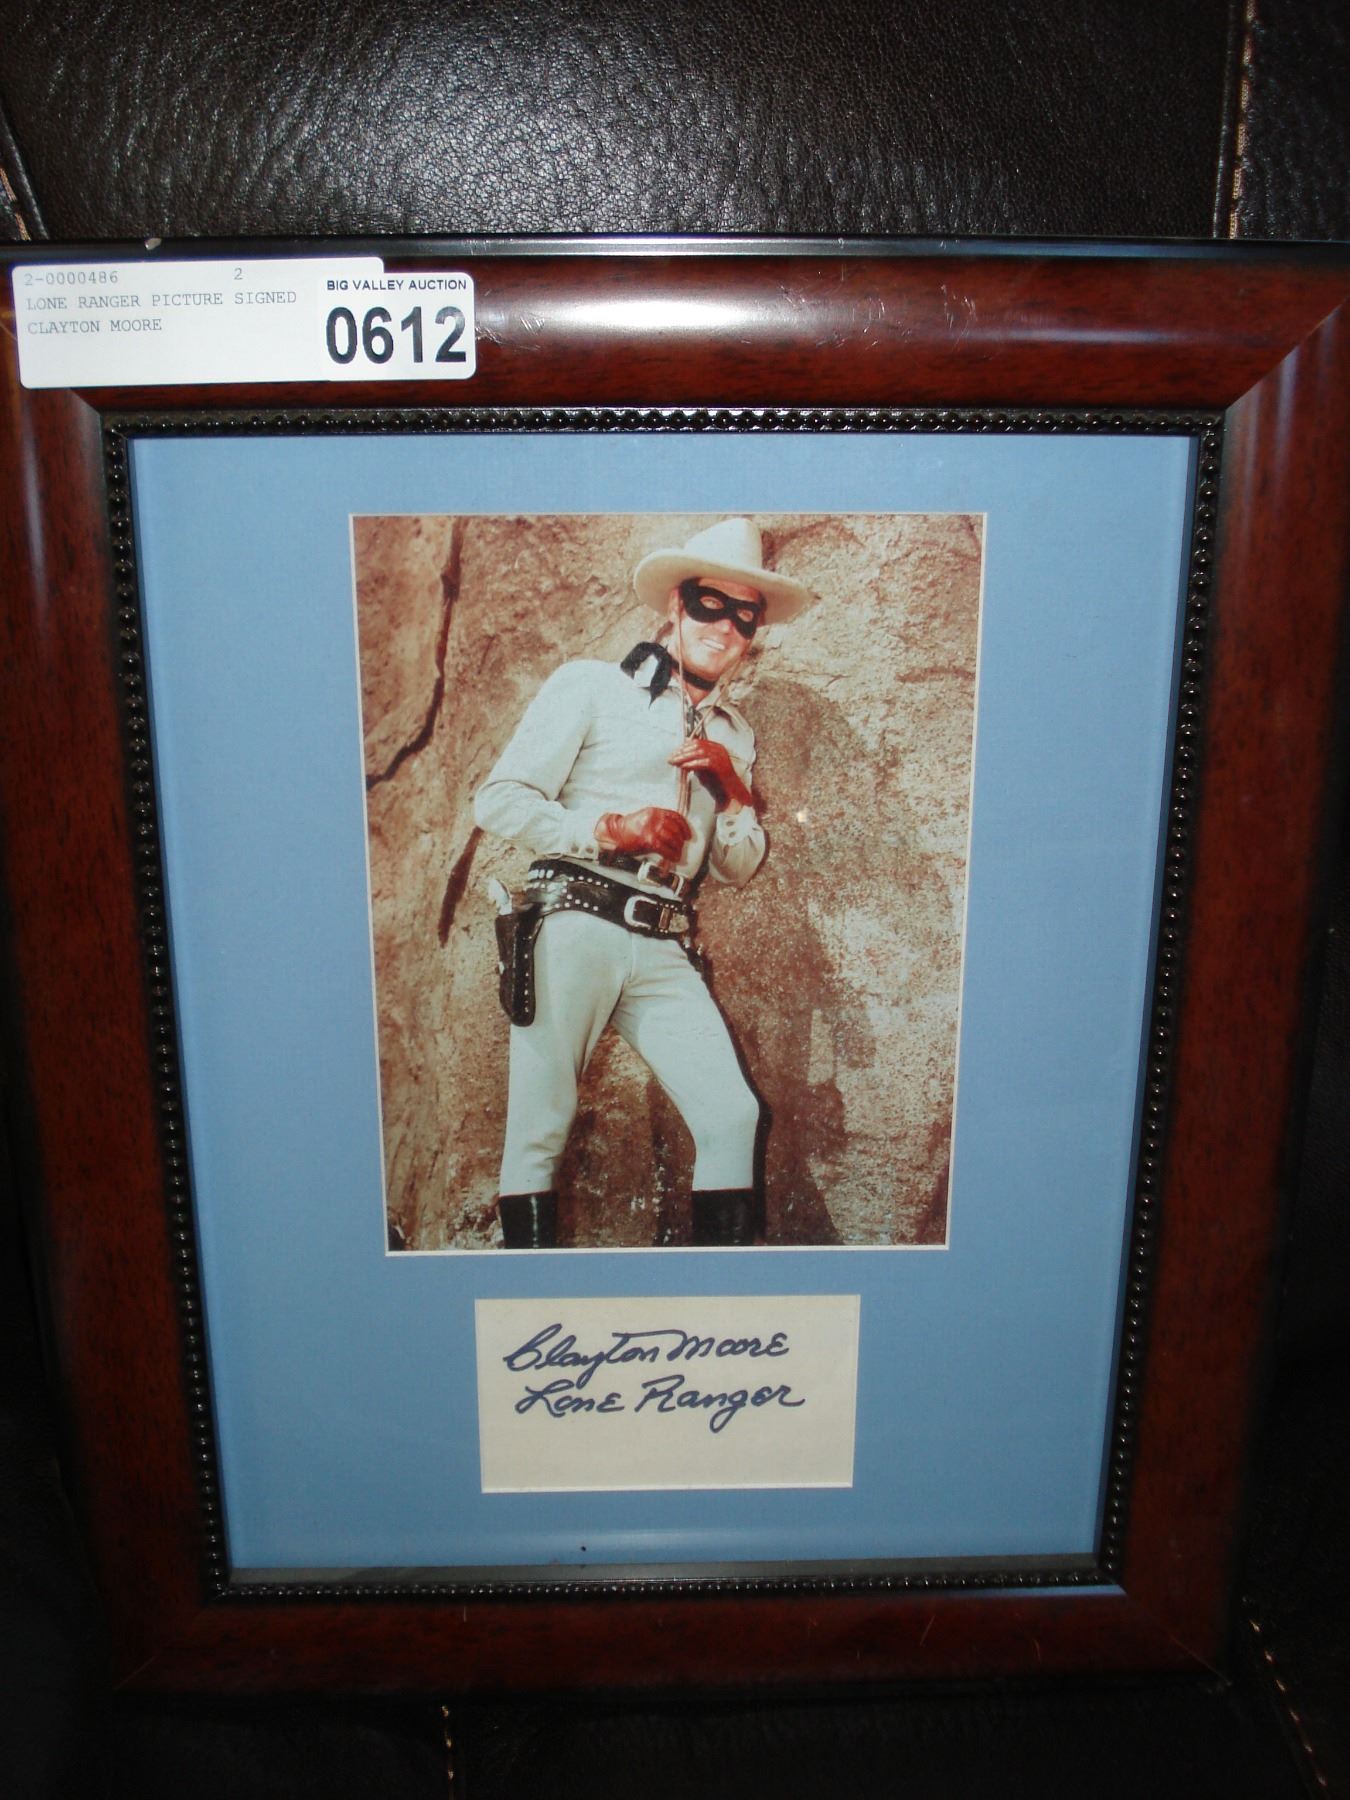 2-0000486 2
LONE RANGER PICTURE SIGNED
CLAYTON MOORE
BIG VALLEY AUCTION
0612
Clayton Moore
Lone Ranger